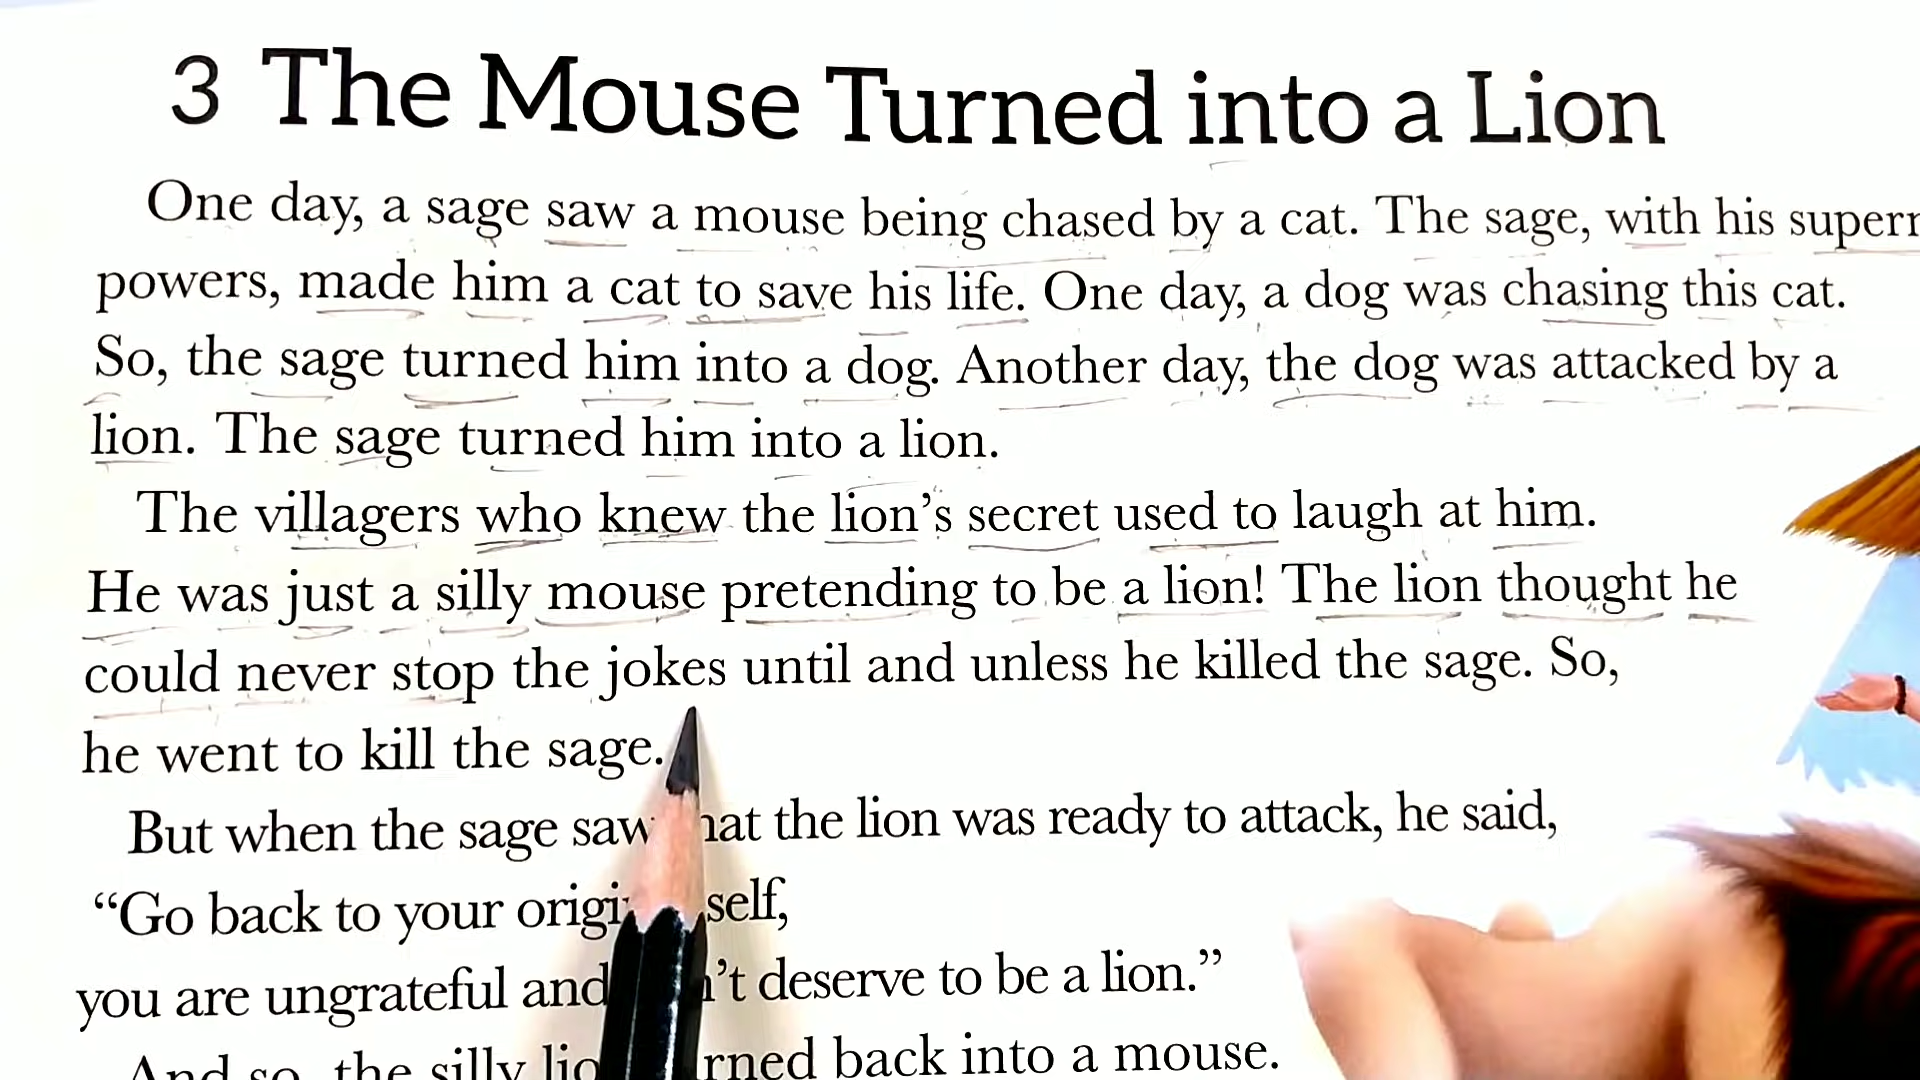 3 The Mouse Turned into a Lion
One day, a sage saw a mouse being chased by a cat. The sage, with his
powers, made him a cat to save his life. One day, a dog was chasing this cat.
So, the sage turned him into a dog. Another day, the dog was attacked by a
lion. The sage turned him into a lion.
The villagers who knew the lion's secret used to laugh at him.
He was just a silly mouse pretending to be a lion! The lion thought he
could never stop the jokes until and unless he killed the sage. So,
he went to kill the sage.
But when the sage saw the lion was ready to attack, he said,
“Go back to your self,
you are ungrateful and deserve to be a lion.”
And so, the silly back into a mouse.